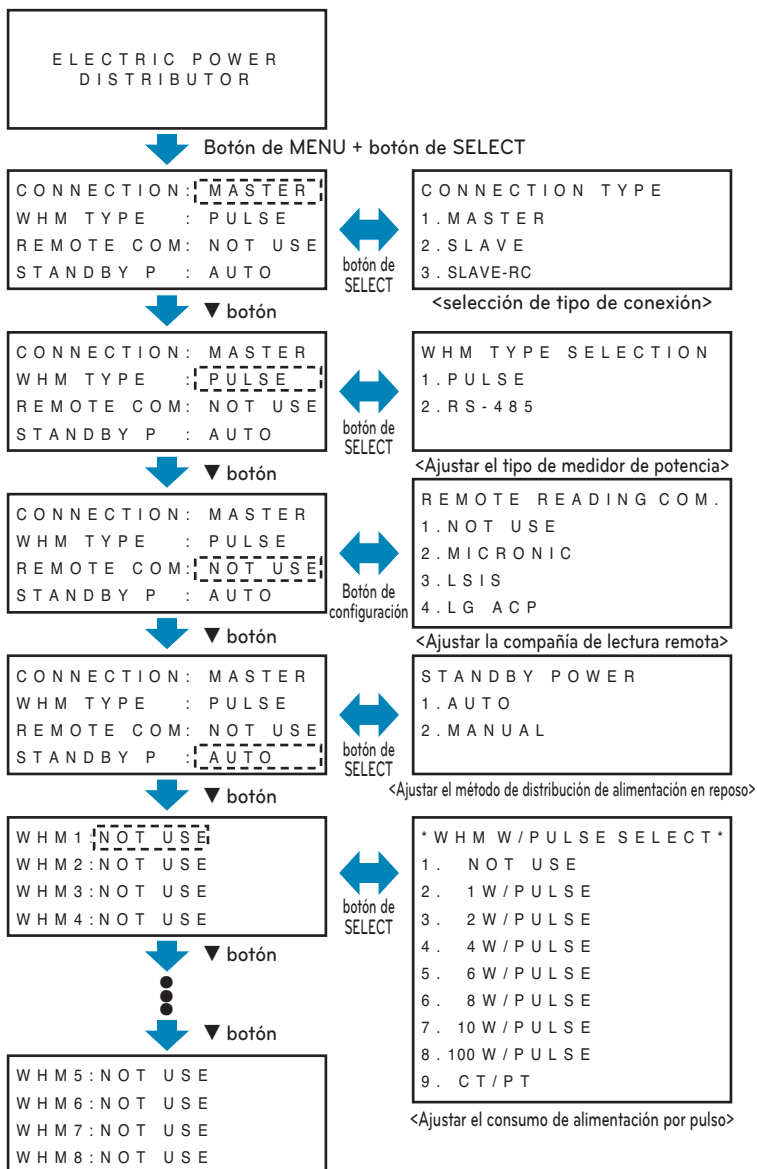 ELECTRIC POWER
DISTRIBUTOR
Botón de MENU + botón de SELECT
CONNECTION: MASTER
WHM TYPE : PULSE
REMOTE COM: NOT USE
STANDBY P : AUTO
botón de
SELECT
CONNECTION TYPE
1.MASTER
2.SLAVE
3.SLAVE-RC
<selección de tipo de conexión>
▼ botón
CONNECTION: MASTER
WHM TYPE : PULSE
REMOTE COM: NOT USE
STANDBY P : AUTO
botón de
SELECT
WHM TYPE SELECTION
1.PULSE
2.RS-485
<Ajustar el tipo de medidor de potencia>
▼ botón
CONNECTION: MASTER
WHM TYPE : PULSE
REMOTE COM: NOT USE
STANDBY P : AUTO
Botón de
configuración
REMOTE READING COM.
1.NOT USE
2.MICRONIC
3.LSIS
4.LG ACP
<Ajustar la compañía de lectura remota>
▼ botón
CONNECTION: MASTER
WHM TYPE : PULSE
REMOTE COM: NOT USE
STANDBY P : AUTO
botón de
SELECT
STANDBY POWER
1.AUTO
2.MANUAL
<Ajustar el método de distribución de alimentación en reposo>
▼ botón
WHM1:NOT USE
WHM2:NOT USE
WHM3:NOT USE
WHM4:NOT USE
botón de
SELECT
*WHM W/PULSE SELECT*
1. NOT USE
2. 1W/PULSE
3. 2W/PULSE
4. 4W/PULSE
5. 6W/PULSE
6. 8W/PULSE
7. 10W/PULSE
8. 100W/PULSE
9. CT/PT
<Ajustar el consumo de alimentación por pulso>
▼ botón
▼ botón
WHM5:NOT USE
WHM6:NOT USE
WHM7:NOT USE
WHM8:NOT USE